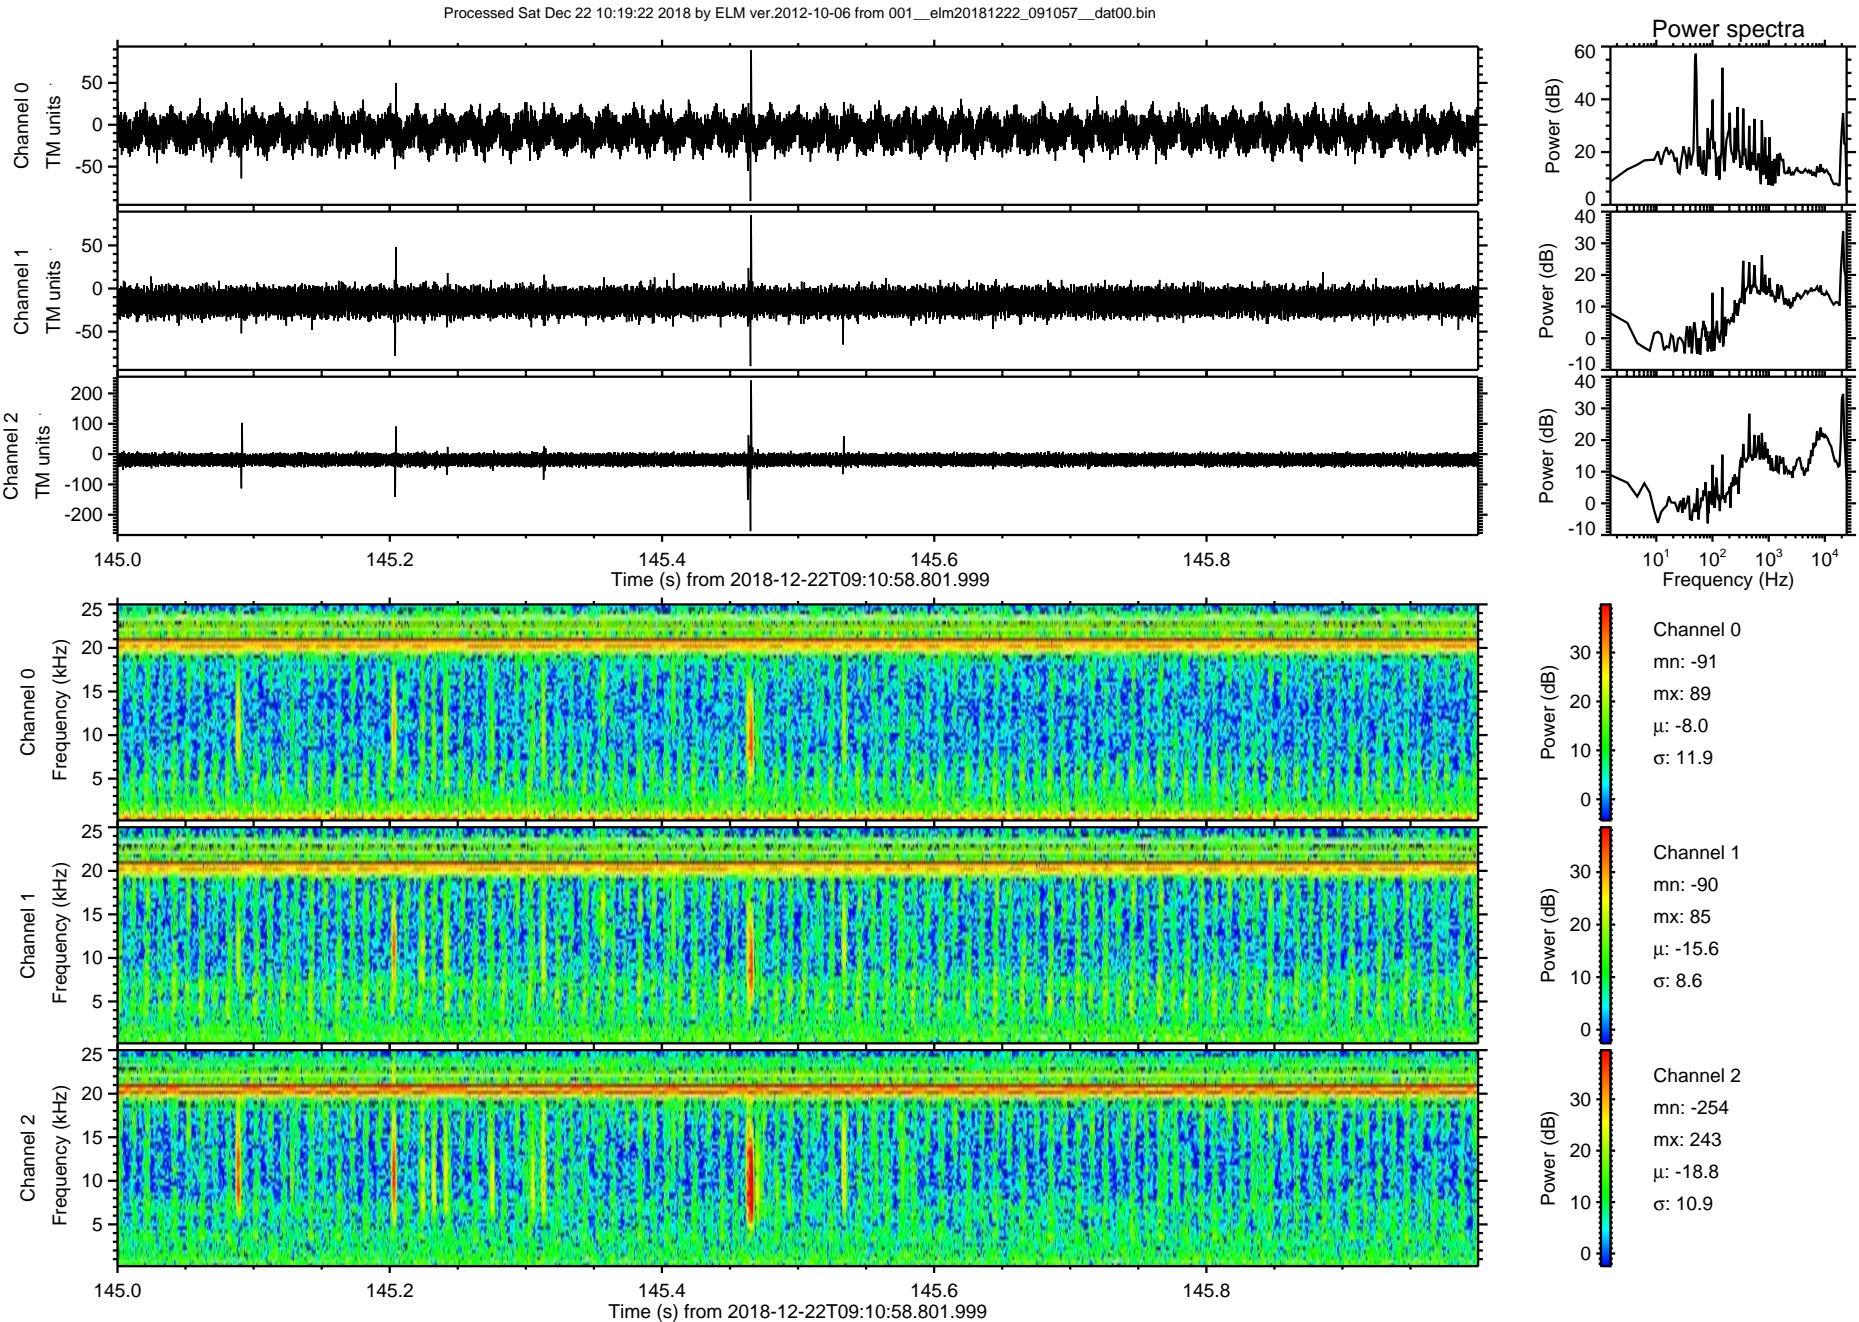 Processed Sat Dec 22 10:19:22 2018 by ELM ver.2012-10-06 from 001__elm20181222_091057__dat00.bin
Power spectra
Channel 0
TM units
50
0
-50
Power (dB)
60
40
20
0
Channel 1
TM units
50
0
-50
Power (dB)
40
30
20
10
0
-10
Channel 2
TM units
200
100
0
-100
-200
Power (dB)
40
30
20
10
0
-10
145.0 145.2 145.4 145.6 145.8
Time (s) from 2018-12-22T09:10:58.801.999
10¹ 10² 10³ 10⁴
Frequency (Hz)
Channel 0
Frequency (kHz)
25
20
15
10
5
Power (dB)
30
20
10
0
Channel 0
mn: -91
mx: 89
μ: -8.0
σ: 11.9
Channel 1
Frequency (kHz)
25
20
15
10
5
Power (dB)
30
20
10
0
Channel 1
mn: -90
mx: 85
μ: -15.6
σ: 8.6
Channel 2
Frequency (kHz)
25
20
15
10
5
Power (dB)
30
20
10
0
Channel 2
mn: -254
mx: 243
μ: -18.8
σ: 10.9
145.0 145.2 145.4 145.6 145.8
Time (s) from 2018-12-22T09:10:58.801.999